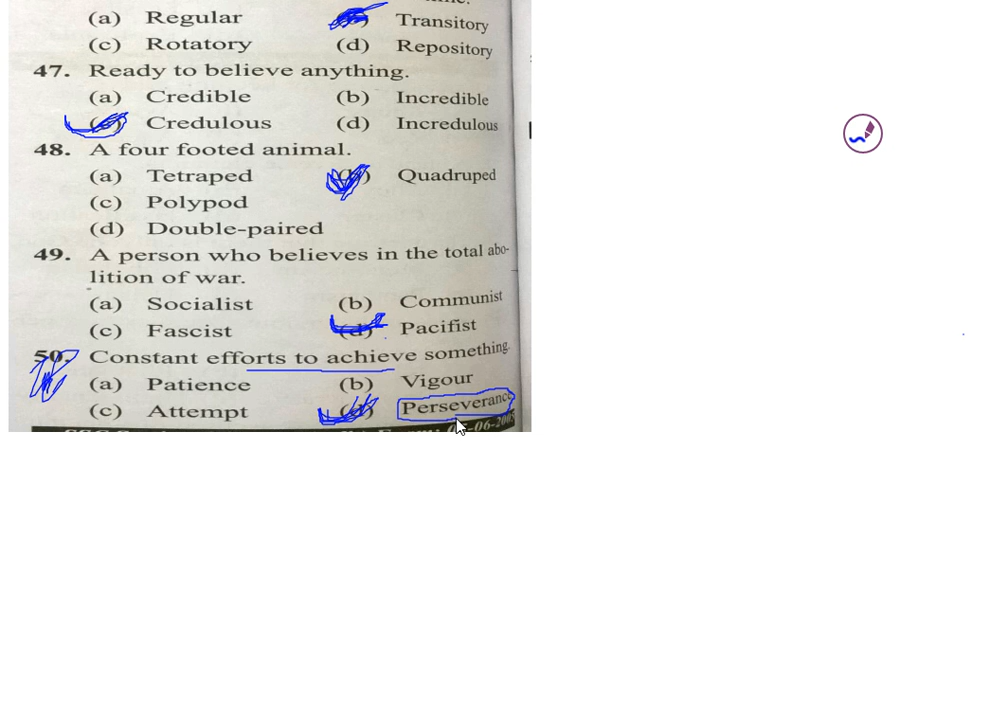 (a) Regular Transitory
(c) Rotatory (d) Repository
47. Ready to believe anything.
(a) Credible (b) Incredible
Credulous (d) Incredulous
48. A four footed animal.
(a) Tetraped (b) Quadruped
(c) Polypod
(d) Double-paired
49. A person who believes in the total abo-
lition of war.
(a) Socialist (b) Communist
(c) Fascist (d) Pacifist
50. Constant efforts to achieve something.
(a) Patience (b) Vigour
(c) Attempt (d) Perseverance